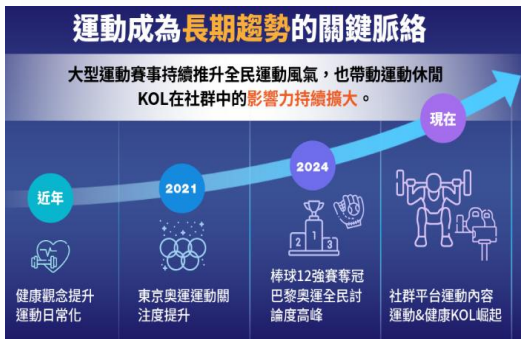 運動成為長期趨勢的關鍵脈絡
大型運動賽事持續推升全民運動風氣，也帶動運動休閒
KOL在社群中的影響力持續擴大。
近年
2021
2024
現在
2 1 3
健康觀念提升
運動日常化
東京奧運運動關
注度提升
棒球12強賽奪冠
巴黎奧運全民討
論度高峰
社群平台運動內容
運動&健康KOL崛起